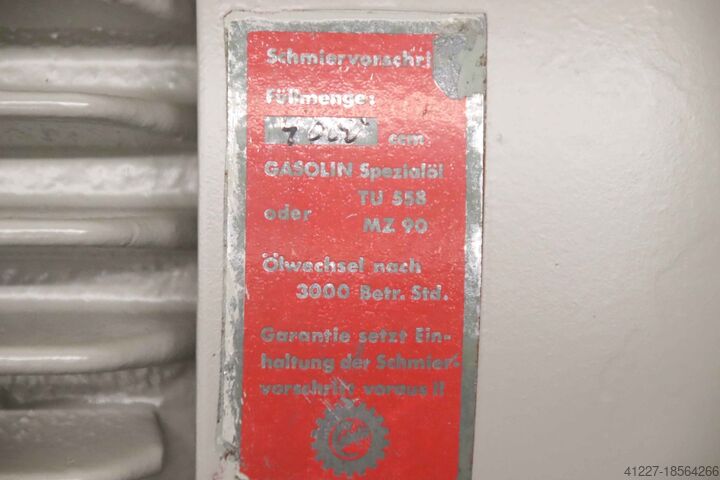 Schmiervorschri
Füllmenge:
ccm
GASOLIN Spezialöl
TU 558
oder
MZ 90
Ölwechsel nach
3000 Betr. Std.
Garantie setzt Ein-
haltung der Schmier-
vorschrift voraus !!
41227-18564266